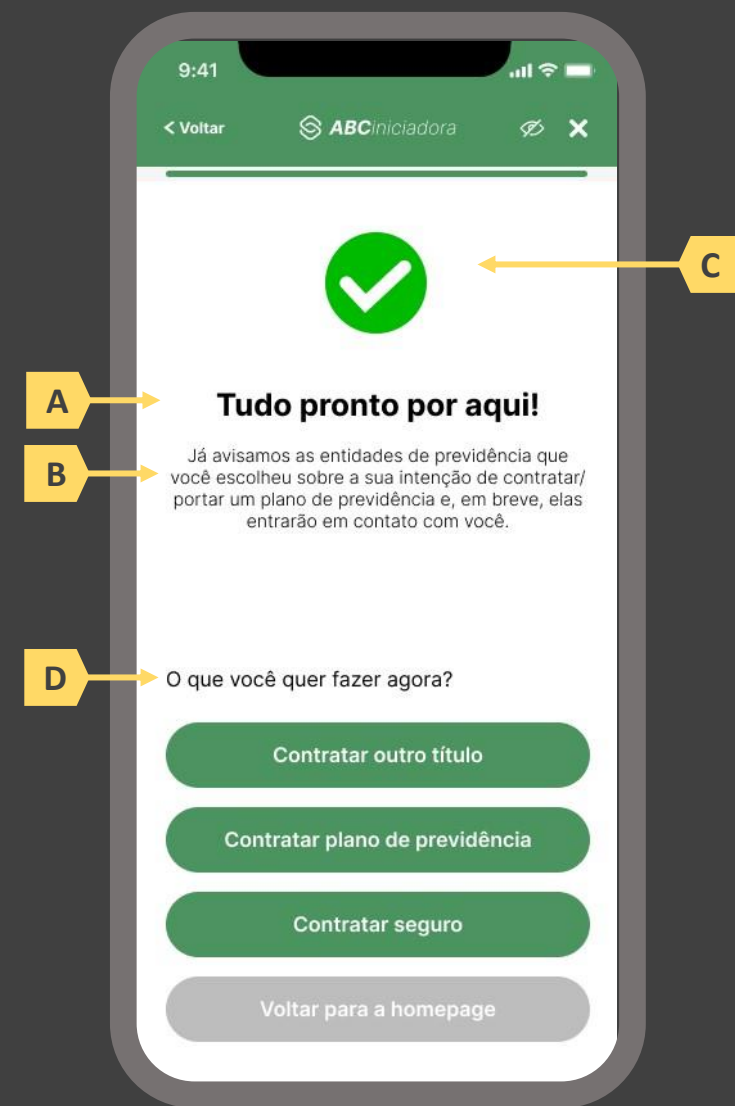 9:41
< Voltar
ABCiniciadora
C
A
Tudo pronto por aqui!
B
Já avisamos as entidades de previdência que
você escolheu sobre a sua intenção de contratar/
portar um plano de previdência e, em breve, elas
entrarão em contato com você.
D
O que você quer fazer agora?
Contratar outro título
Contratar plano de previdência
Contratar seguro
Voltar para a homepage